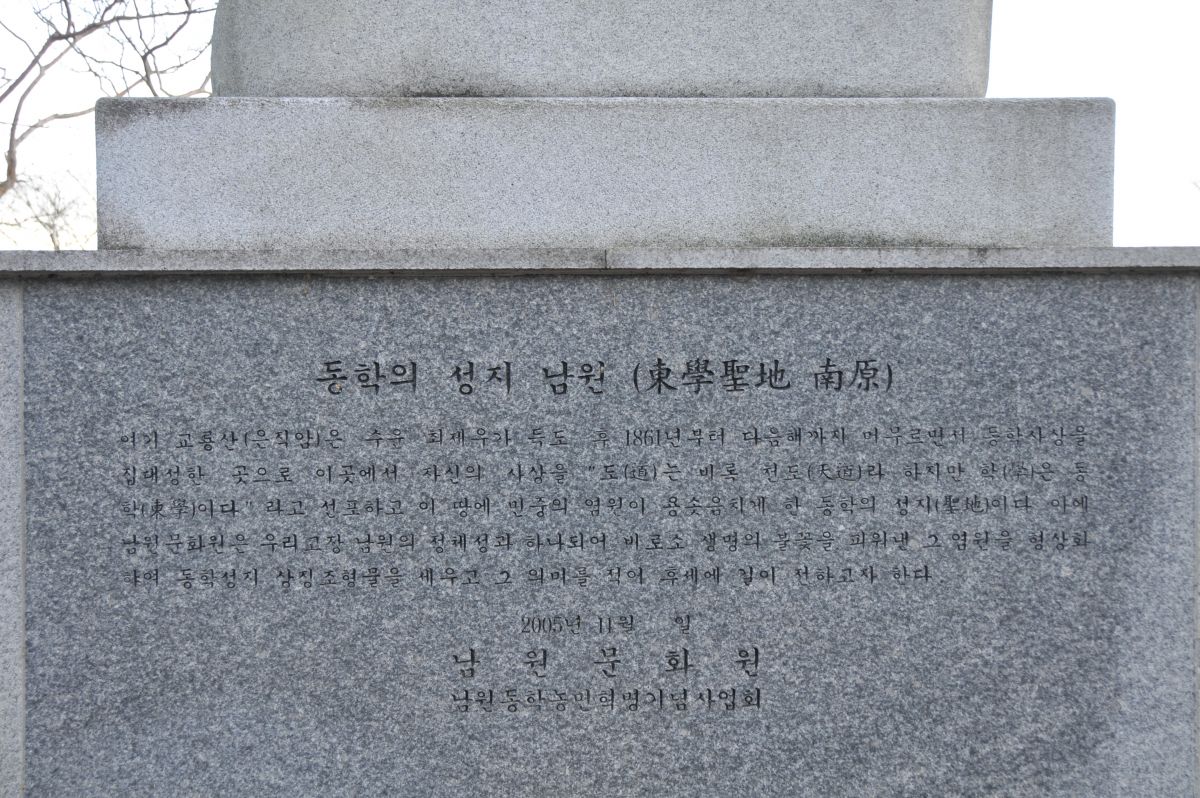 동학의 성지 남원 (東學聖地 南原)
여기 교룡산(은적암)은 수운 최제우가 득도 후 1861년부터 다음해까지 머무르면서 동학사상을
집대성한 곳으로 이곳에서 자신의 사상을 "도(道)는 비록 천도(天道)라 하지만 학(學)은 동
학(東學)이다" 라고 선포하고 이 땅에 민중의 염원이 용솟음치게 한 동학의 성지(聖地)이다 이에
남원문화원은 우리고장 남원의 정체성과 하나되어 비로소 생명의 불꽃을 피워낸 그 염원을 형상화
하여 동학성지 상징조형물을 세우고 그 의미를 적어 후세에 길이 전하고자 하다
2005년 11월 일
남 원 문 화 원
남원동학농민혁명기념사업회